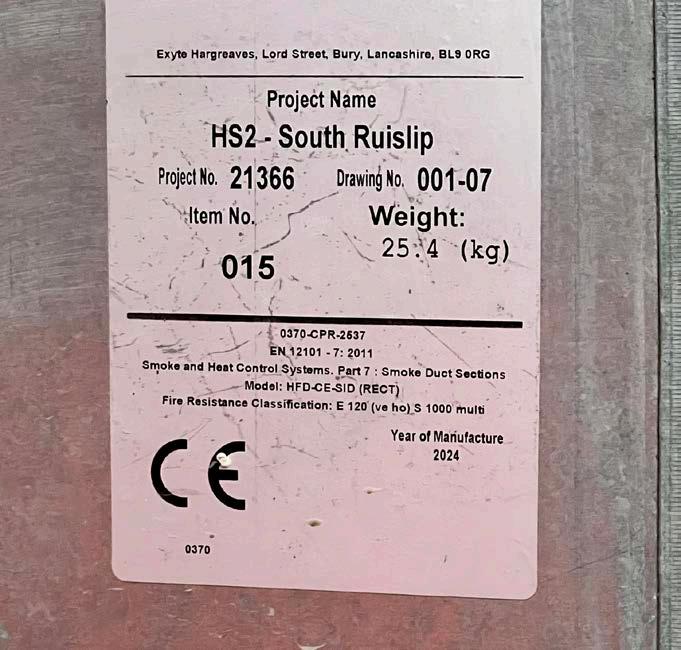 Exyte Hargreaves, Lord Street, Bury, Lancashire, BL9 0RG
Project Name
HS2 - South Ruislip
Project No. 21366 Drawing No. 001-07
Item No. Weight:
015 25.4 (kg)
0370-CPR-2537
EN 12101 - 7: 2011
Smoke and Heat Control Systems. Part 7 : Smoke Duct Sections
Model: HFD-CE-SID (RECT)
Fire Resistance Classification: E 120 (ve ho) S 1000 multi
Year of Manufacture
2024
CE
0370